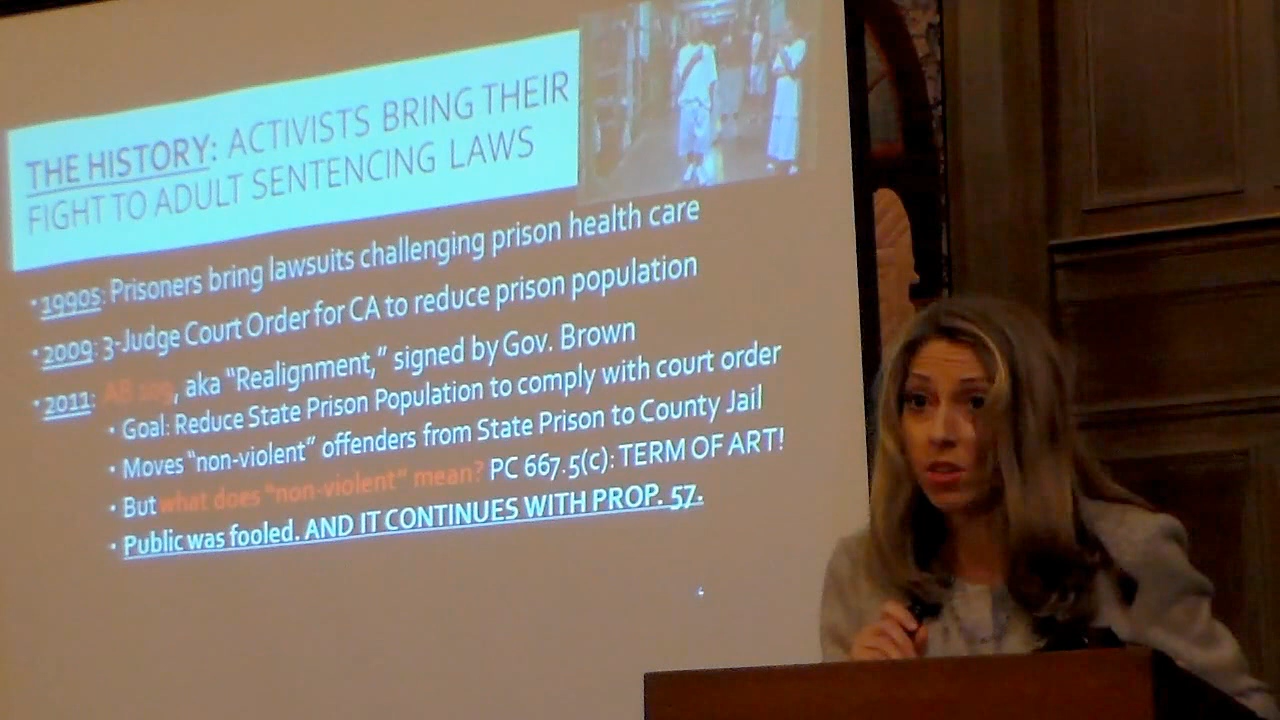 THE HISTORY: ACTIVISTS BRING THEIR
FIGHT TO ADULT SENTENCING LAWS
• 1990s: Prisoners bring lawsuits challenging prison health care
• 2009: 3-Judge Court Order for CA to reduce prison population
• 2011: AB 109, aka “Realignment,” signed by Gov. Brown
• Goal: Reduce State Prison Population to comply with court order
• Moves “non-violent” offenders from State Prison to County Jail
• But what does “non-violent” mean? PC 667.5(c): TERM OF ART!
• Public was fooled. AND IT CONTINUES WITH PROP. 57.